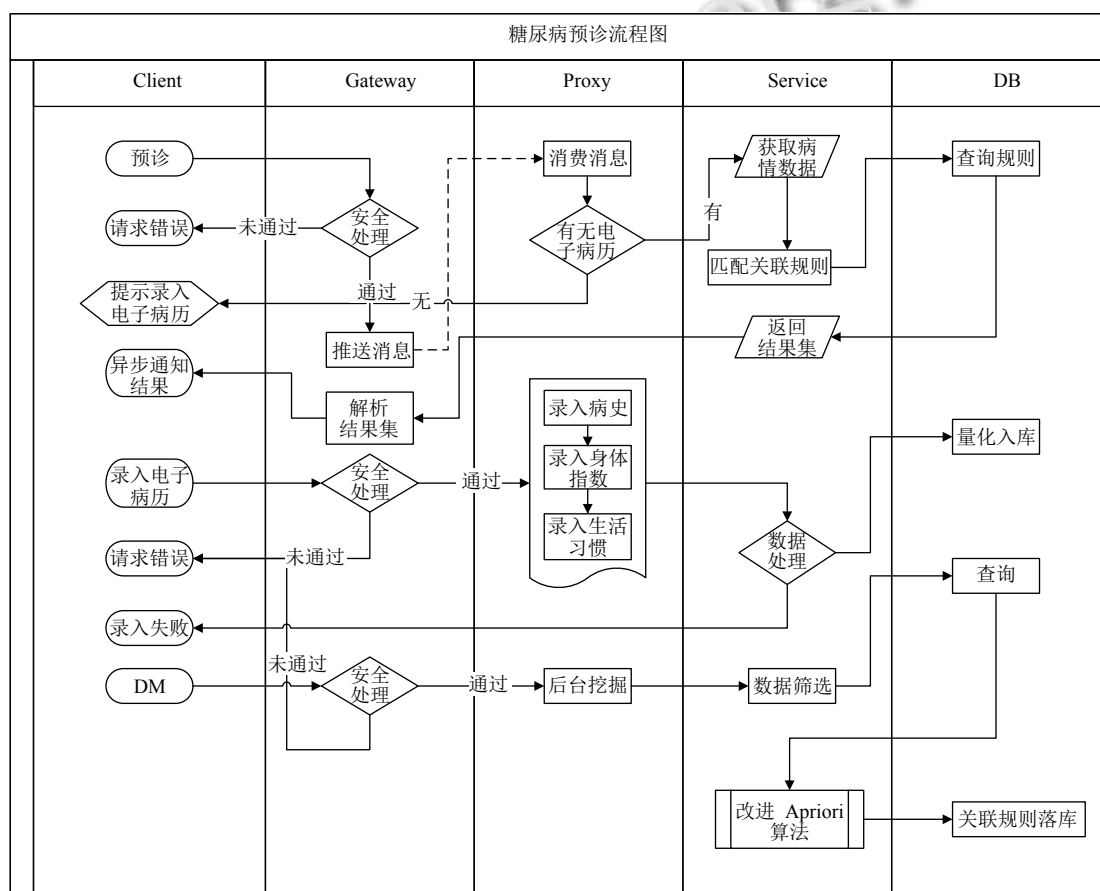 糖尿病预诊流程图
Client
Gateway
Proxy
Service
DB
预诊
消费消息
获取病
情数据
查询规则
请求错误
未通过
安全
处理
有无电
子病历
有
匹配关联规则
提示录入
电子病历
通过
无
推送消息
返回
结果集
异步通知
结果
解析
结果集
录入病史
量化入库
录入电子
病历
安全
处理
通过
录入身体
指数
录入生活
习惯
请求错误
未通过
数据
处理
查询
录入失败
未通过
DM
安全
处理
通过
后台挖掘
数据筛选
改进 Apriori
算法
关联规则落库